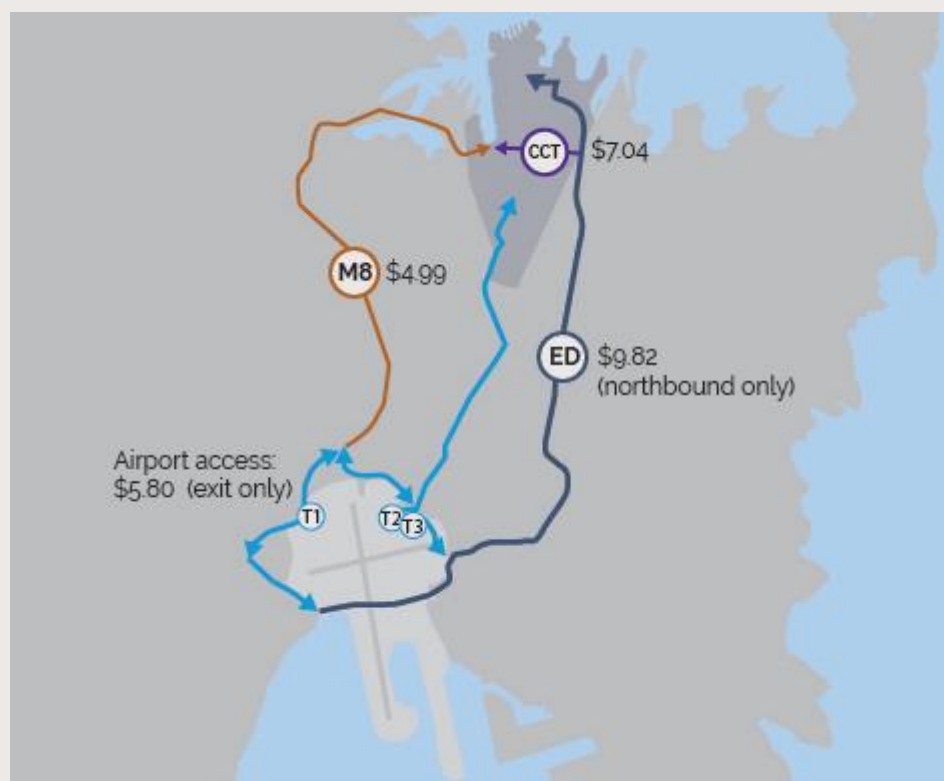 CCT
$7.04
M8
$4.99
ED
$9.82
(northbound only)
Airport access:
$5.80 (exit only)
T1
T2
T3